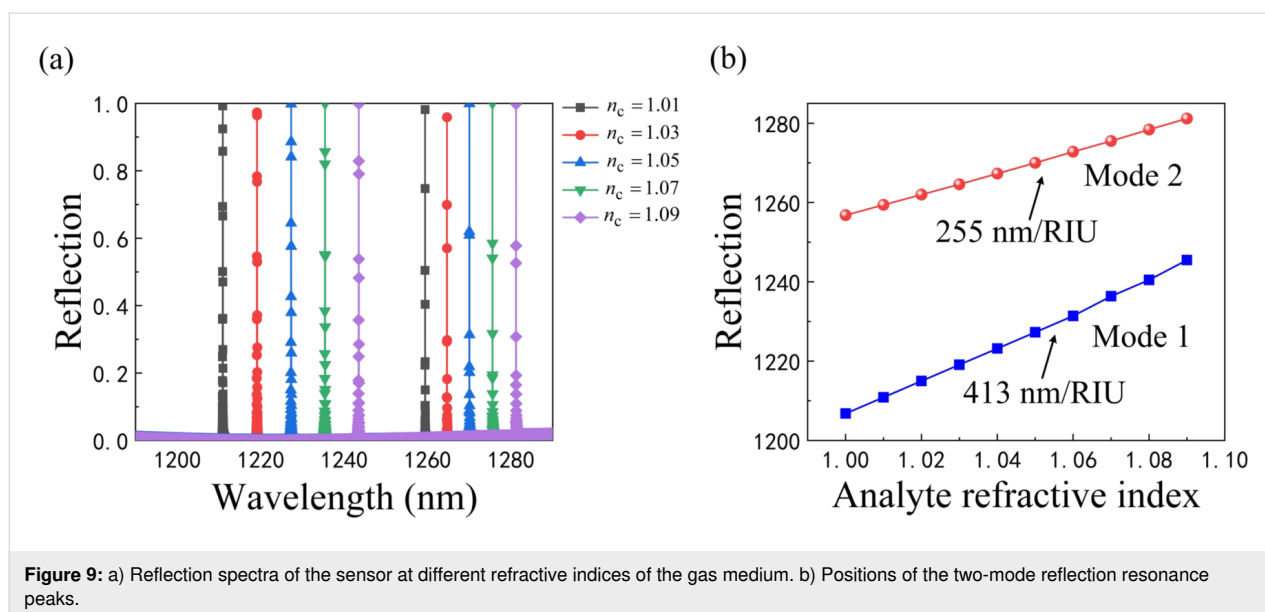 (a)
1.0
0.8
0.6
0.4
0.2
0.0
Reflection
1200 1220 1240 1260 1280
Wavelength (nm)
n_c = 1.01
n_c = 1.03
n_c = 1.05
n_c = 1.07
n_c = 1.09
(b)
1280
1260
1240
1220
1200
Reflection
Mode 2
255 nm/RIU
Mode 1
413 nm/RIU
1.00 1.02 1.04 1.06 1.08 1.10
Analyte refractive index
Figure 9: a) Reflection spectra of the sensor at different refractive indices of the gas medium. b) Positions of the two-mode reflection resonance
peaks.